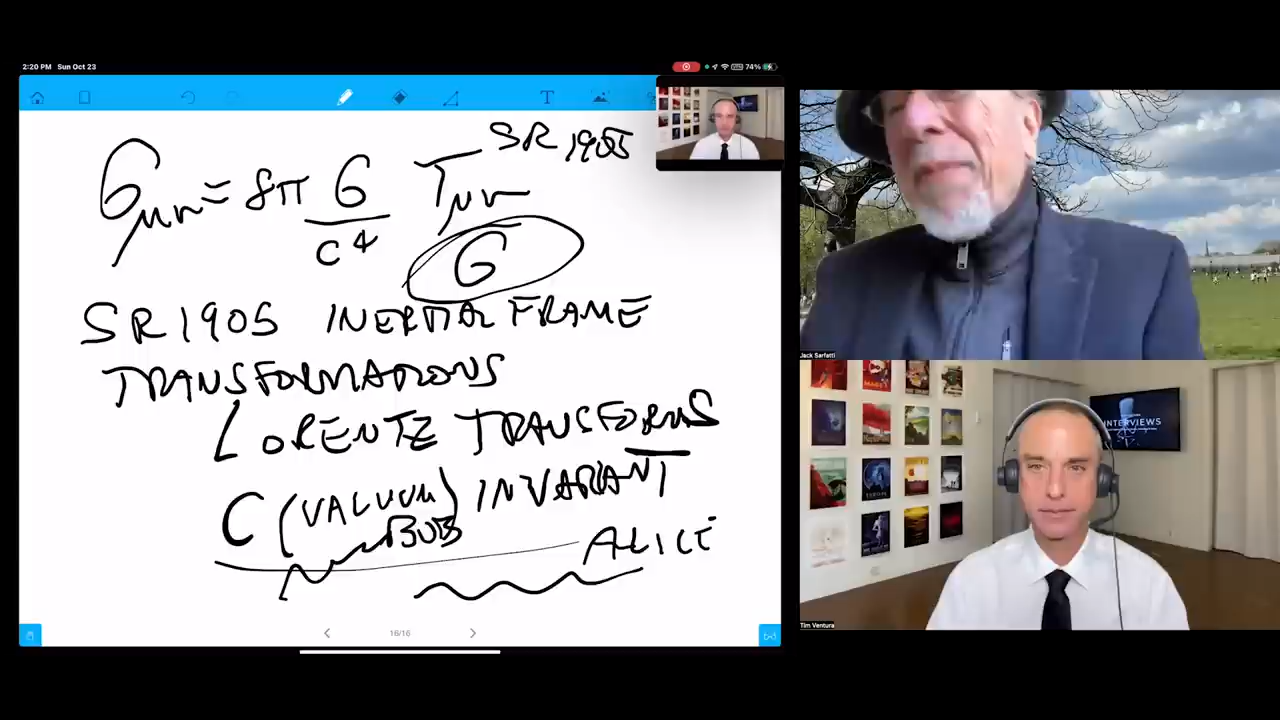 2:20 PM Sun Oct 23
74%
SR 1905
Gμν = 8π G/c⁴ Tμν
G
SR 1905 INERTIAL FRAME
TRANSFORMATIONS
LORENTZ TRANSFORMS
C (VACUUM) INVARIANT
BOB
ALICE
16/16
Jack Sarfatti
INTERVIEWS
Tim Ventura